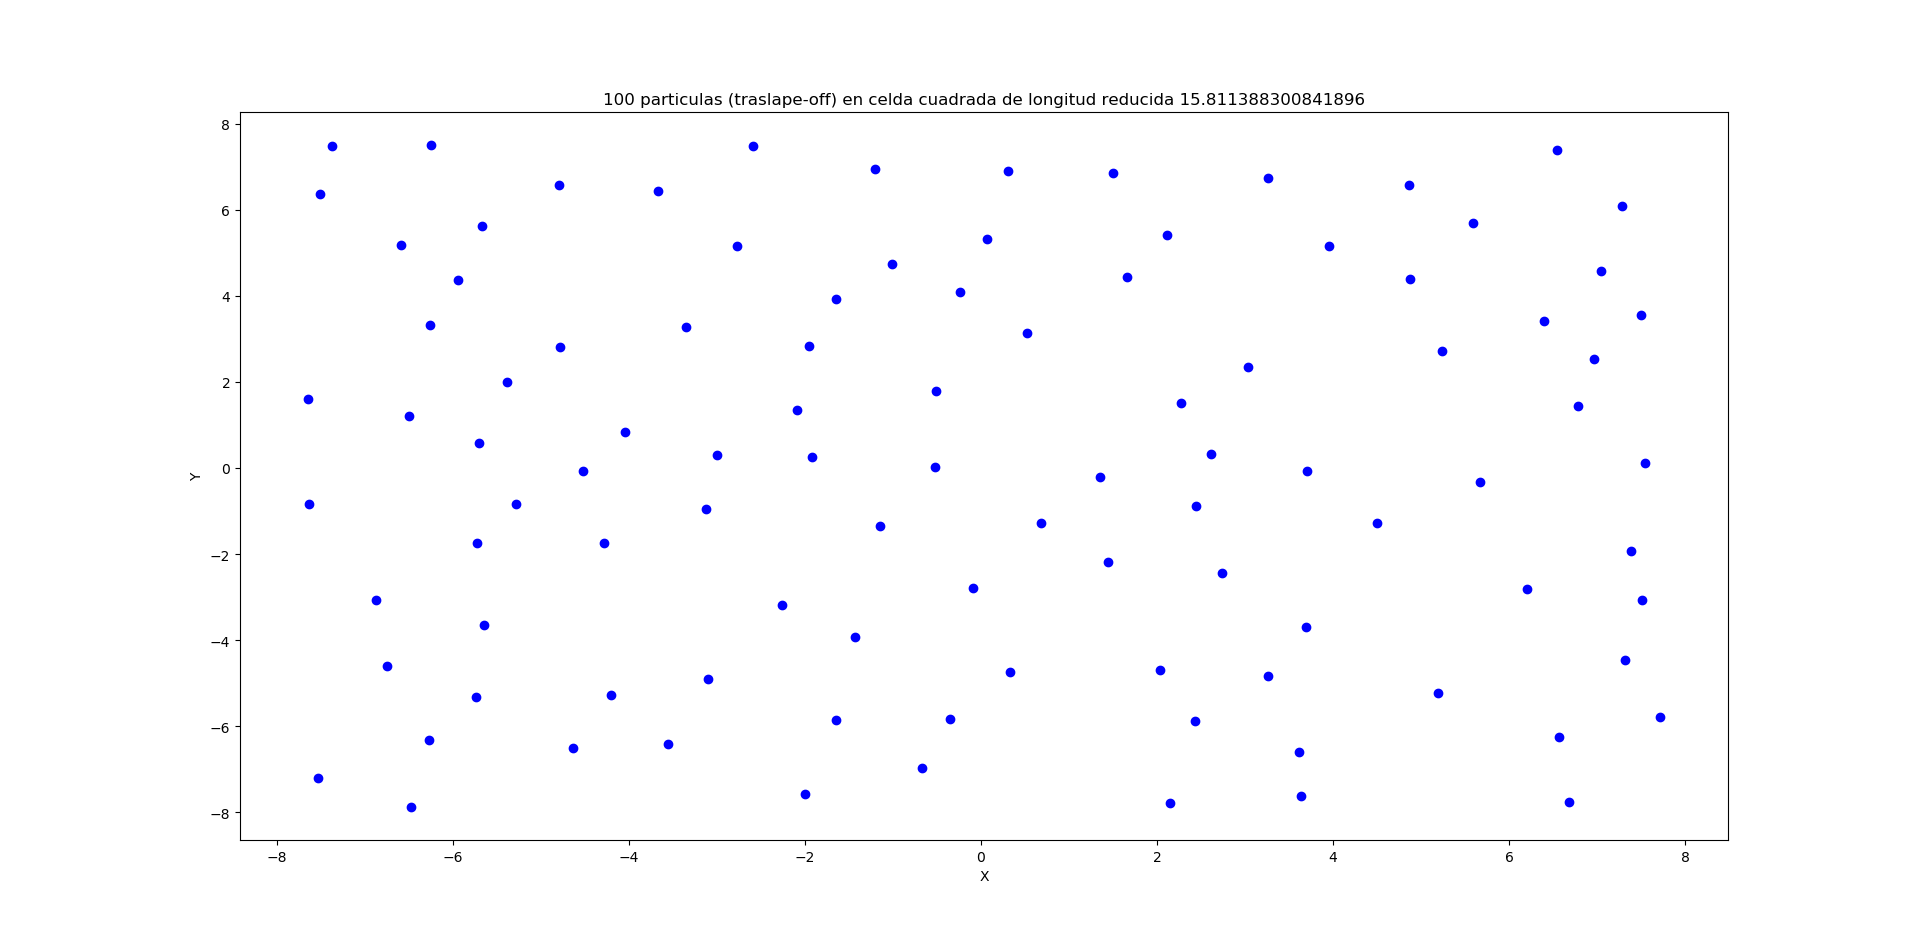 100 particulas (traslape-off) en celda cuadrada de longitud reducida 15.811388300841896
8
6
4
2
0
−2
−4
−6
−8
Y
−8 −6 −4 −2 0 2 4 6 8
X